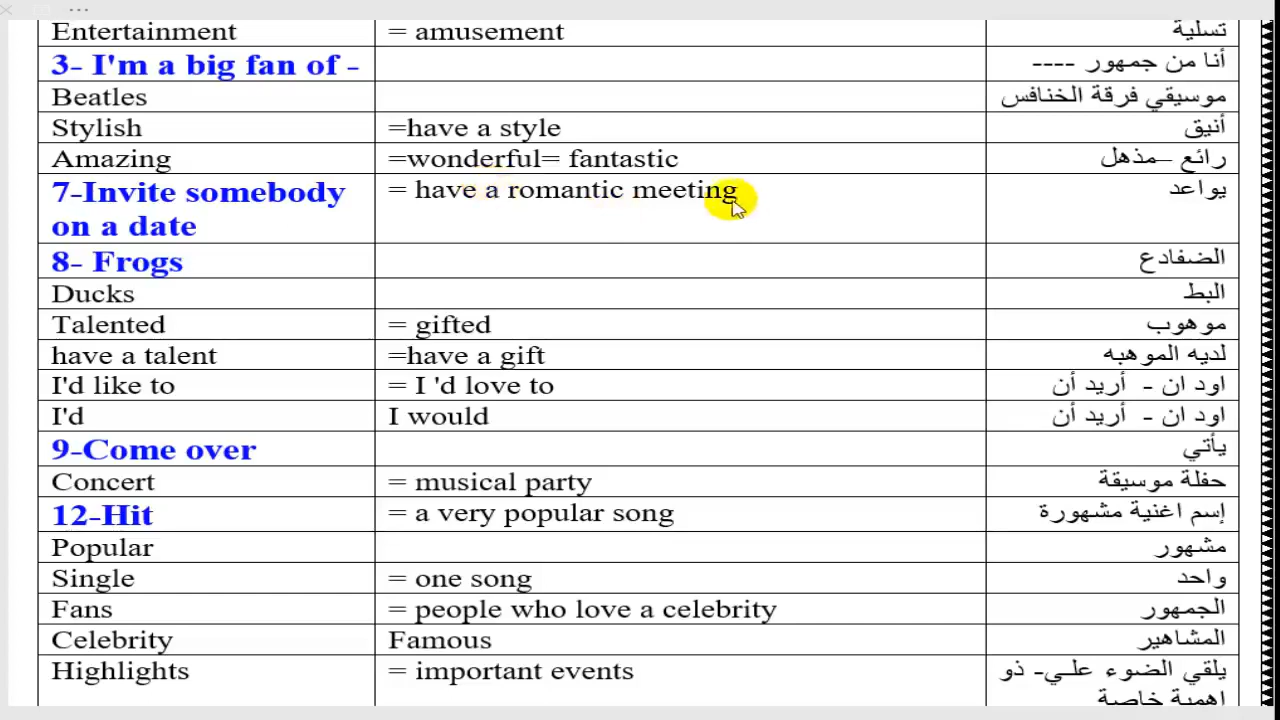 Entertainment = amusement تسلية
3- I'm a big fan of - أنا من جمهور ----
Beatles موسيقي فرقة الخنافس
Stylish =have a style أنيق
Amazing =wonderful= fantastic رائع –مذهل
7-Invite somebody = have a romantic meeting يواعد
on a date
8- Frogs الضفادع
Ducks البط
Talented = gifted موهوب
have a talent =have a gift لديه الموهبه
I'd like to = I 'd love to اود ان - أريد أن
I'd I would اود ان - أريد أن
9-Come over يأتي
Concert = musical party حفلة موسيقة
12-Hit = a very popular song إسم اغنية مشهورة
Popular مشهور
Single = one song واحد
Fans = people who love a celebrity الجمهور
Celebrity Famous المشاهير
Highlights = important events يلقي الضوء علـي- ذو
اهمية خاصة